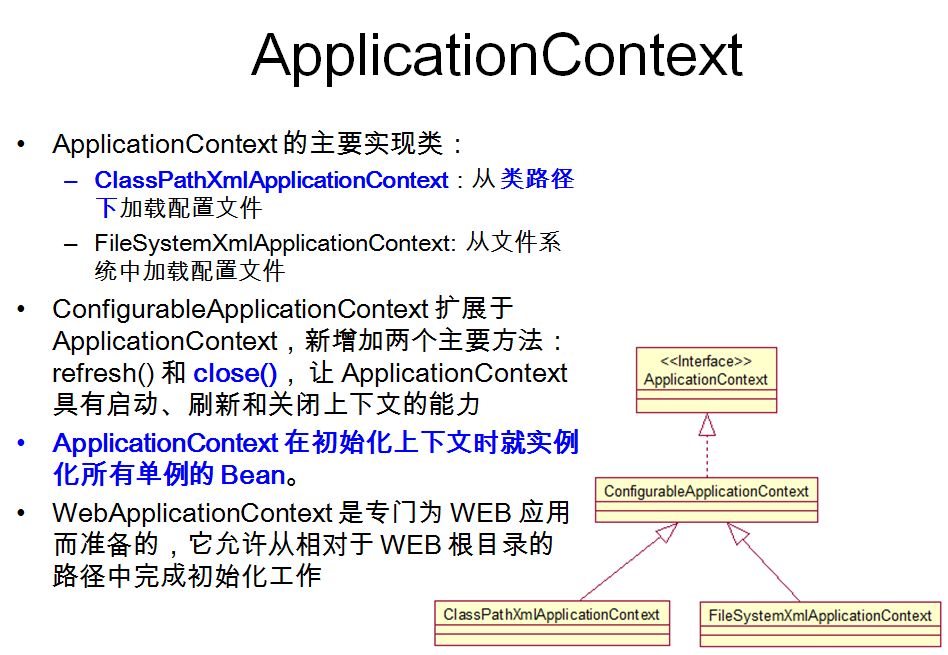 ApplicationContext
• ApplicationContext 的主要实现类：
– ClassPathXmlApplicationContext：从 类路径
下加载配置文件
– FileSystemXmlApplicationContext: 从文件系
统中加载配置文件
• ConfigurableApplicationContext 扩展于
ApplicationContext，新增加两个主要方法：
refresh() 和 close()， 让 ApplicationContext
具有启动、刷新和关闭上下文的能力
• ApplicationContext 在初始化上下文时就实例
化所有单例的 Bean。
• WebApplicationContext 是专门为 WEB 应用
而准备的，它允许从相对于 WEB 根目录的
路径中完成初始化工作
<<Interface>>
ApplicationContext
ConfigurableApplicationContext
ClassPathXmlApplicationContext
FileSystemXmlApplicationContext